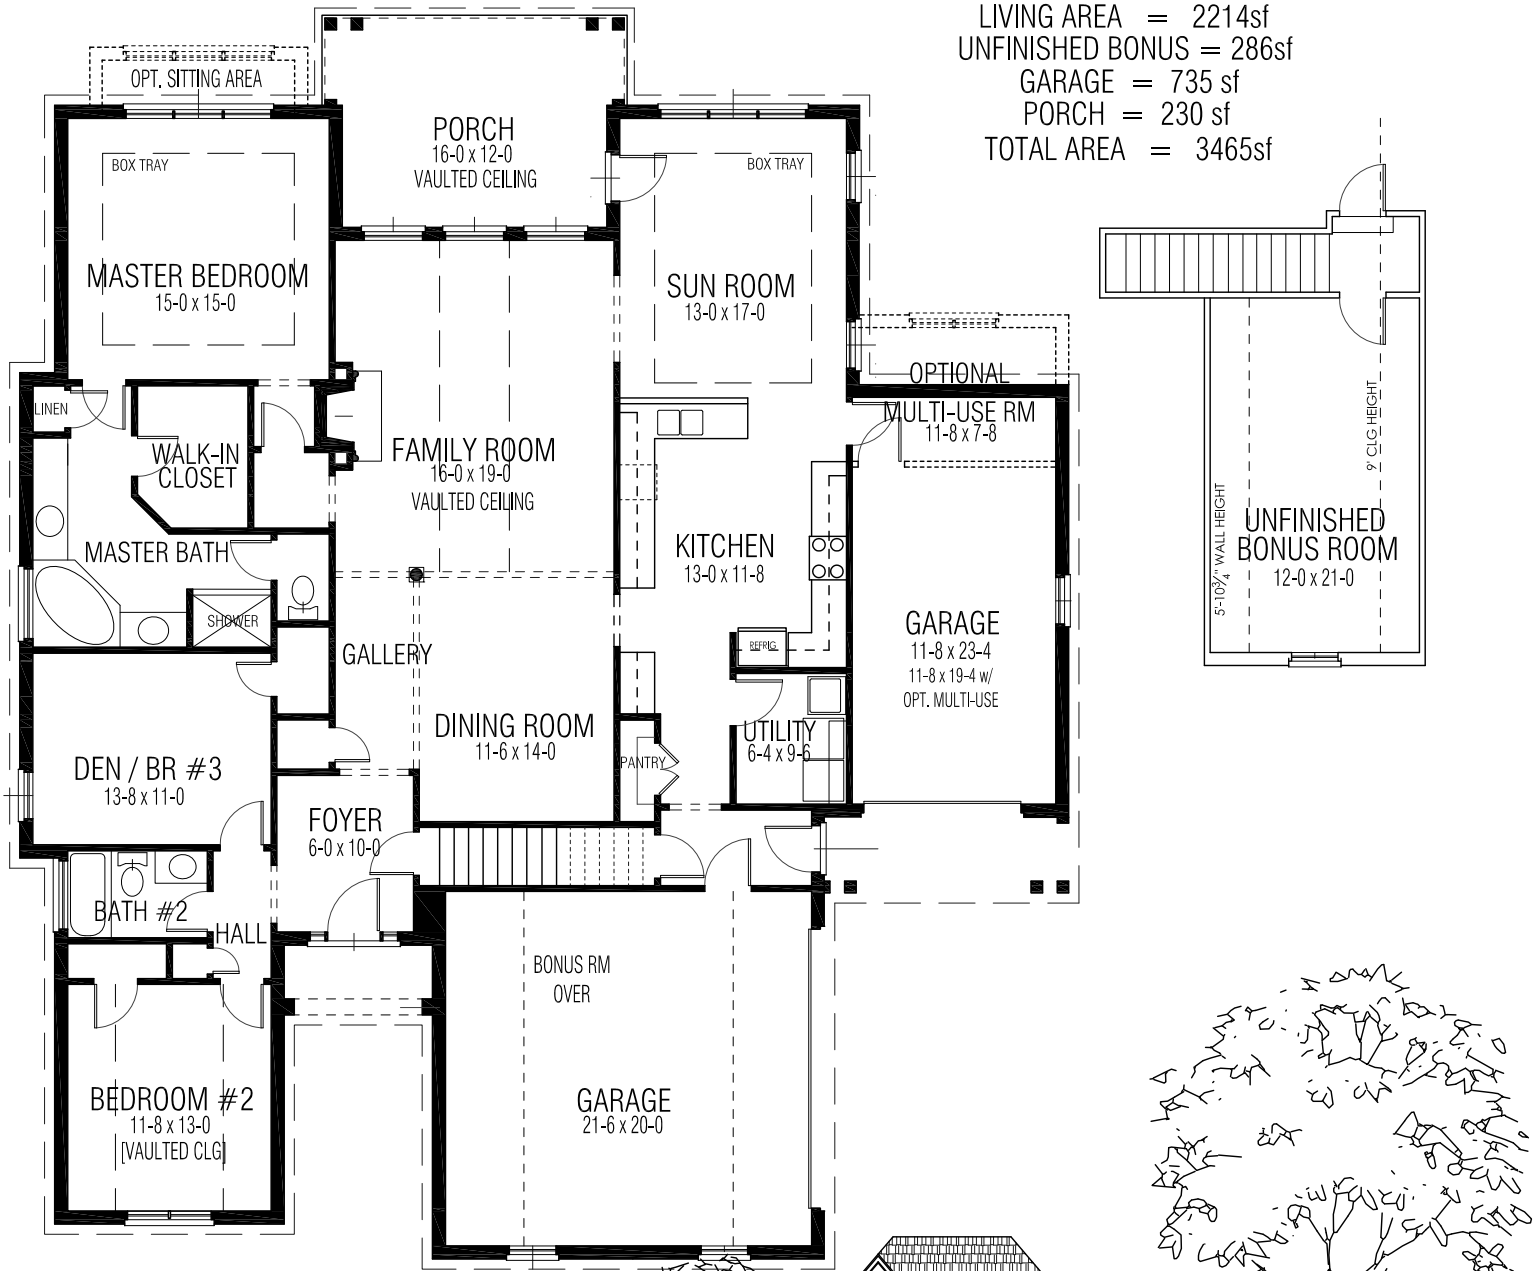 LIVING AREA = 2214sf
UNFINISHED BONUS = 286sf
GARAGE = 735 sf
PORCH = 230 sf
TOTAL AREA = 3465sf
OPT. SITTING AREA
PORCH
16-0 x 12-0
VAULTED CEILING
BOX TRAY
BOX TRAY
MASTER BEDROOM
15-0 x 15-0
SUN ROOM
13-0 x 17-0
OPTIONAL
MULTI-USE RM
11-8 x 7-8
LINEN
WALK-IN
CLOSET
FAMILY ROOM
16-0 x 19-0
VAULTED CEILING
9' CLG HEIGHT
5'-10¾" WALL HEIGHT
UNFINISHED
BONUS ROOM
12-0 x 21-0
MASTER BATH
KITCHEN
13-0 x 11-8
SHOWER
GALLERY
REFRIG
GARAGE
11-8 x 23-4
11-8 x 19-4 w/
OPT. MULTI-USE
DINING ROOM
11-6 x 14-0
UTILITY
6-4 x 9-6
PANTRY
DEN / BR #3
13-8 x 11-0
FOYER
6-0 x 10-0
BATH #2
HALL
BONUS RM
OVER
BEDROOM #2
11-8 x 13-0
[VAULTED CLG]
GARAGE
21-6 x 20-0